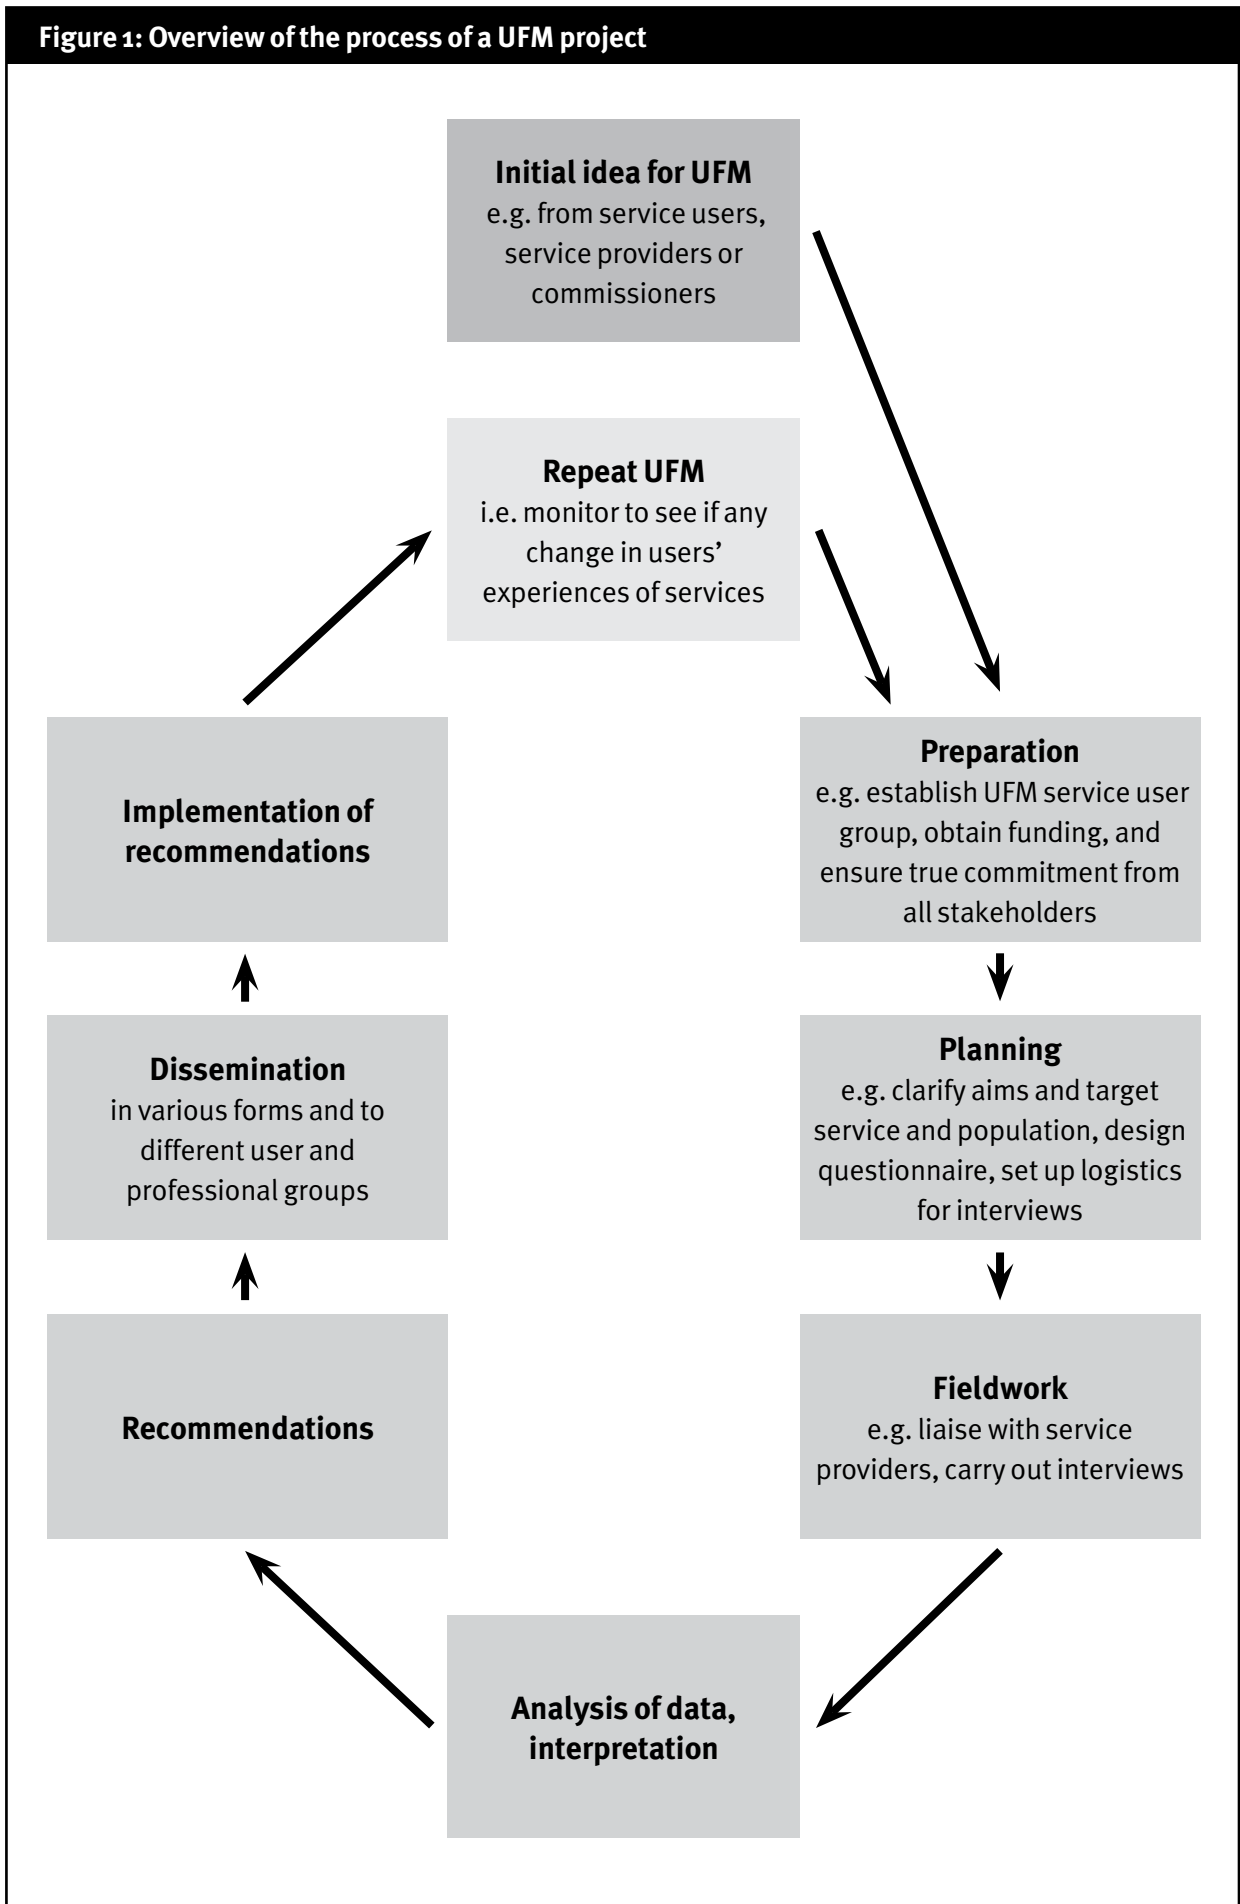 Figure 1: Overview of the process of a UFM project
Initial idea for UFM
e.g. from service users,
service providers or
commissioners
Repeat UFM
i.e. monitor to see if any
change in users’
experiences of services
Preparation
e.g. establish UFM service user
group, obtain funding, and
ensure true commitment from
all stakeholders
Planning
e.g. clarify aims and target
service and population, design
questionnaire, set up logistics
for interviews
Fieldwork
e.g. liaise with service
providers, carry out interviews
Analysis of data,
interpretation
Recommendations
Dissemination
in various forms and to
different user and
professional groups
Implementation of
recommendations